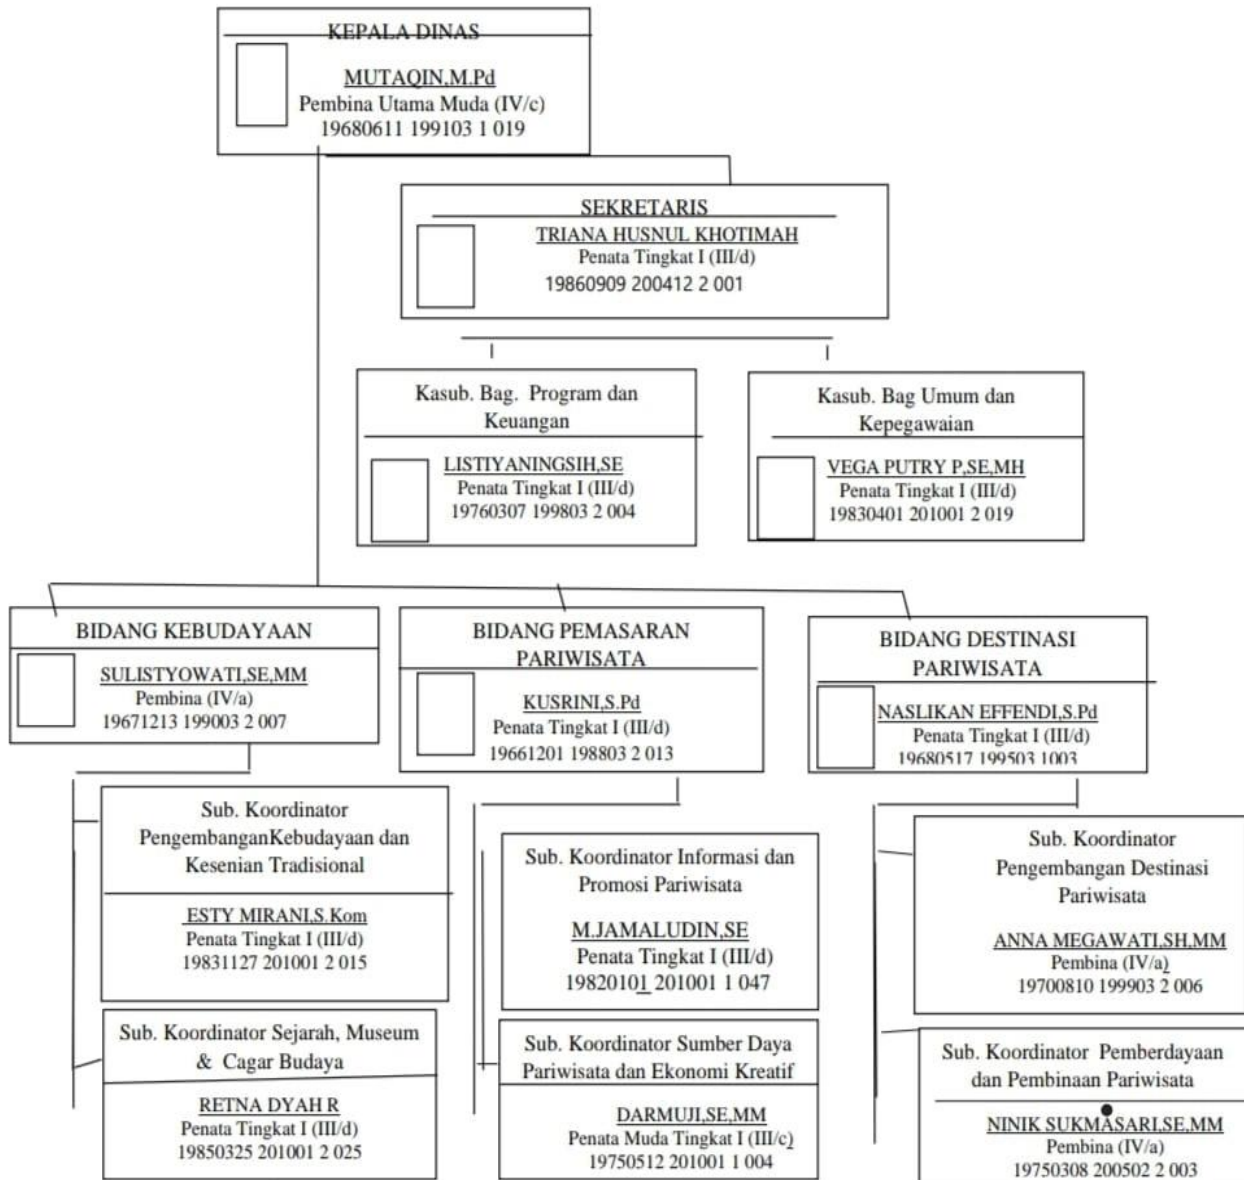 KEPALA DINAS
MUTAQIN,M.Pd
Pembina Utama Muda (IV/c)
19680611 199103 1 019
SEKRETARIS
TRIANA HUSNUL KHOTIMAH
Penata Tingkat I (III/d)
19860909 200412 2 001
Kasub. Bag. Program dan
Keuangan
LISTIYANINGSIH,SE
Penata Tingkat I (III/d)
19760307 199803 2 004
Kasub. Bag Umum dan
Kepegawaian
VEGA PUTRY P,SE,MH
Penata Tingkat I (III/d)
19830401 201001 2 019
BIDANG KEBUDAYAAN
SULISTYOWATI,SE,MM
Pembina (IV/a)
19671213 199003 2 007
BIDANG PEMASARAN
PARIWISATA
KUSRINI,S.Pd
Penata Tingkat I (III/d)
19661201 198803 2 013
BIDANG DESTINASI
PARIWISATA
NASLIKAN EFFENDI,S.Pd
Penata Tingkat I (III/d)
19680517 199503 1003
Sub. Koordinator
PengembanganKebudayaan dan
Kesenian Tradisional
ESTY MIRANI,S.Kom
Penata Tingkat I (III/d)
19831127 201001 2 015
Sub. Koordinator Sejarah, Museum
& Cagar Budaya
RETNA DYAH R
Penata Tingkat I (III/d)
19850325 201001 2 025
Sub. Koordinator Informasi dan
Promosi Pariwisata
M.JAMALUDIN,SE
Penata Tingkat I (III/d)
19820101 201001 1 047
Sub. Koordinator Sumber Daya
Pariwisata dan Ekonomi Kreatif
DARMUJI,SE,MM
Penata Muda Tingkat I (III/c)
19750512 201001 1 004
Sub. Koordinator
Pengembangan Destinasi
Pariwisata
ANNA MEGAWATI,SH,MM
Pembina (IV/a)
19700810 199903 2 006
Sub. Koordinator Pemberdayaan
dan Pembinaan Pariwisata
NINIK SUKMASARI,SE,MM
Pembina (IV/a)
19750308 200502 2 003